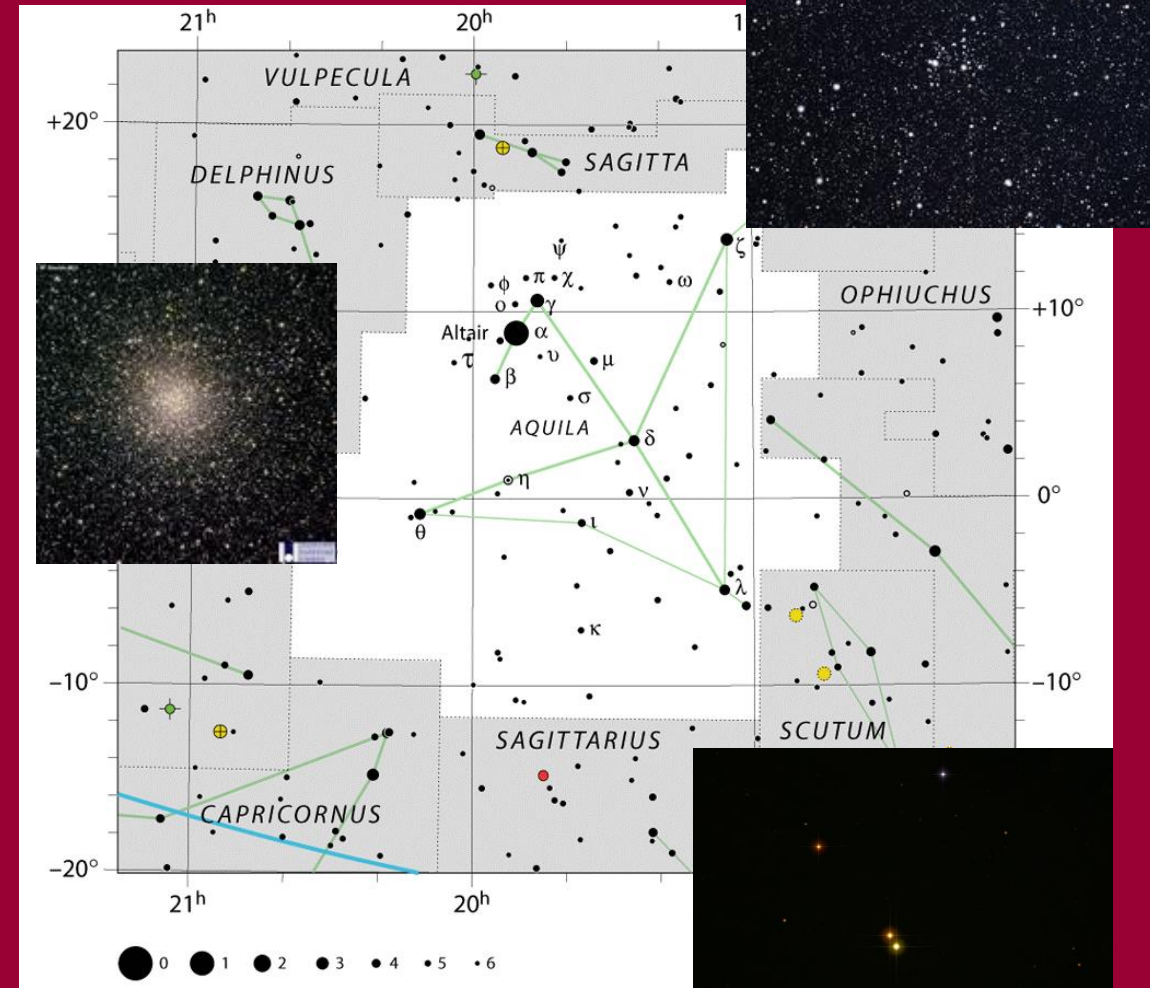 21h 20h 1
VULPECULA
+20°
DELPHINUS
SAGITTA
ψ
ζ
φ π χ ω
OPHIUCHUS
ο γ
+10°
Altair α
τ υ μ
β σ
AQUILA δ
η ν
0°
θ ι
λ
κ
–10° –10°
SAGITTARIUS SCUTUM
CAPRICORNUS
–20°
21h 20h
0 1 2 3 4 5 6